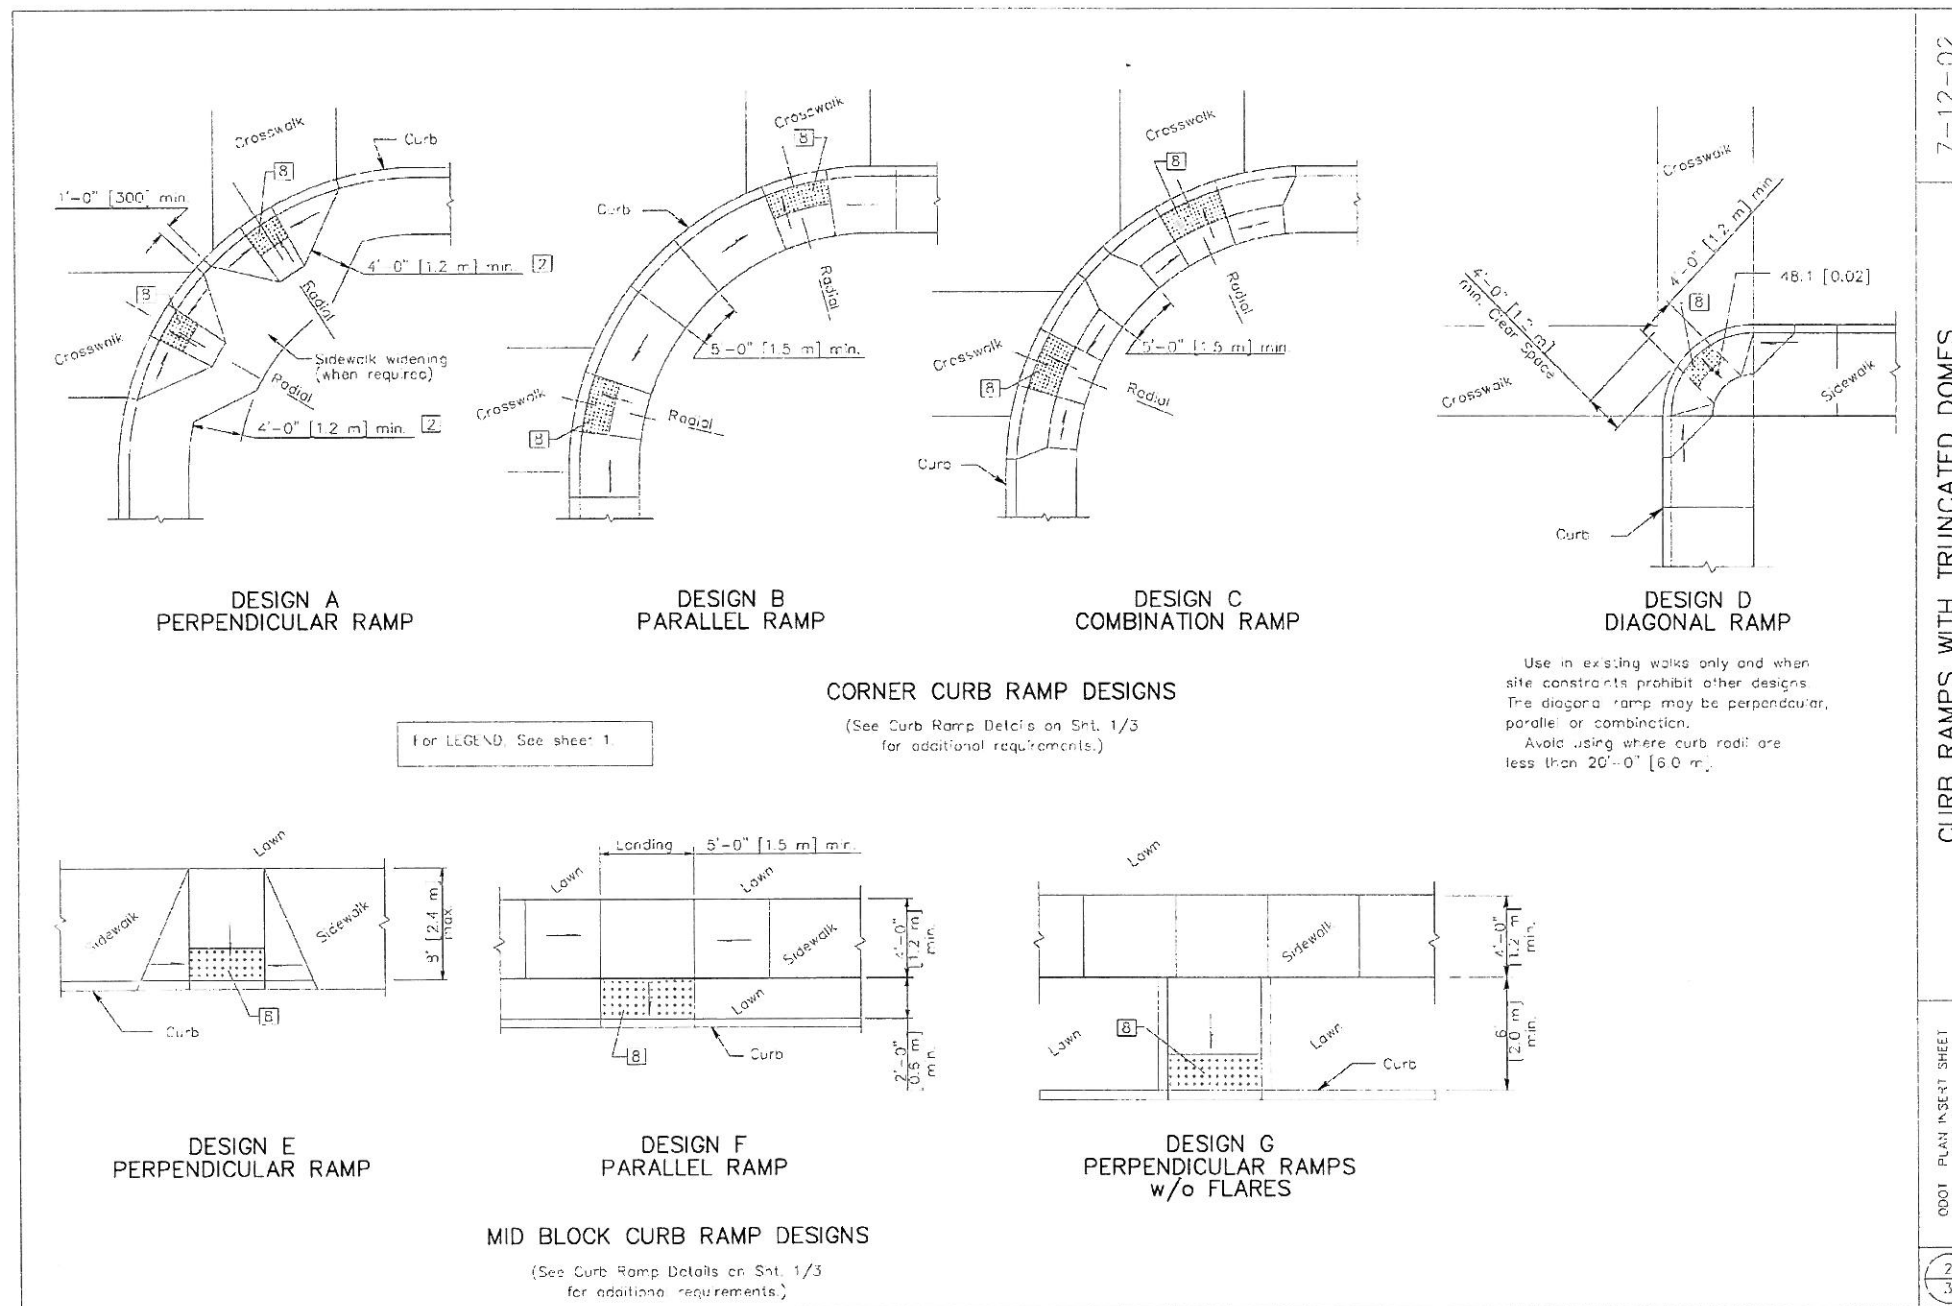 Crosswalk
8
Curb
1'-0" [300] min.
4'-0" [1.2 m] min. 2
8
Radial
Crosswalk
Sidewalk widening
(when required)
Radial
4'-0" [1.2 m] min. 2
DESIGN A
PERPENDICULAR RAMP
Crosswalk
8
Curb
Radial
5'-0" [1.5 m] min.
Crosswalk
Radial
8
DESIGN B
PARALLEL RAMP
Crosswalk
8
Radial
5'-0" [1.5 m] min.
Crosswalk
8
Radial
Curb
DESIGN C
COMBINATION RAMP
Crosswalk
4'-0" [1.2 m] min
48:1 [0.02]
8
4'-0" [1.2 m]
min. Clear Space
Crosswalk
Sidewalk
Curb
DESIGN D
DIAGONAL RAMP
Use in existing walks only and when
site constraints prohibit other designs.
The diagonal ramp may be perpendicular,
parallel or combination.
Avoid using where curb radii are
less than 20'-0" [6.0 m].
CORNER CURB RAMP DESIGNS
(See Curb Ramp Details on Sht. 1/3
for additional requirements.)
For LEGEND, See sheet 1.
Lawn
Sidewalk
Sidewalk
8' [2.4 m]
max.
8
Curb
DESIGN E
PERPENDICULAR RAMP
Landing
5'-0" [1.5 m] min.
Lawn
Lawn
Sidewalk
4'-0"
[1.2 m]
min.
Lawn
8
Curb
2'-0"
[0.6 m]
min.
DESIGN F
PARALLEL RAMP
Lawn
Sidewalk
4'-0"
[1.2 m]
min.
Lawn
8
Lawn
Curb
6'
[2.0 m]
min.
DESIGN G
PERPENDICULAR RAMPS
w/o FLARES
MID BLOCK CURB RAMP DESIGNS
(See Curb Ramp Details on Sht. 1/3
for additional requirements.)
7-12-02
CURB RAMPS WITH TRUNCATED DOMES
ODOT PLAN INSERT SHEET
2
3